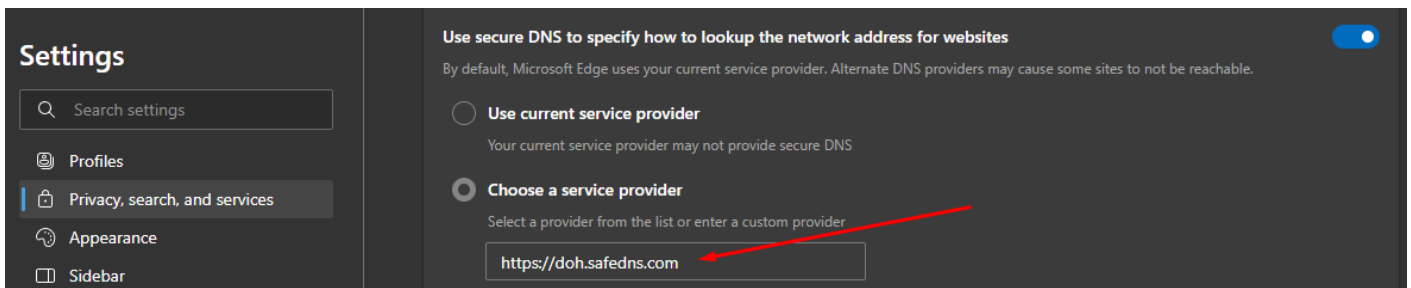 Settings
Search settings
Profiles
Privacy, search, and services
Appearance
Sidebar
Use secure DNS to specify how to lookup the network address for websites
By default, Microsoft Edge uses your current service provider. Alternate DNS providers may cause some sites to not be reachable.
Use current service provider
Your current service provider may not provide secure DNS
Choose a service provider
Select a provider from the list or enter a custom provider
https://doh.safedns.com